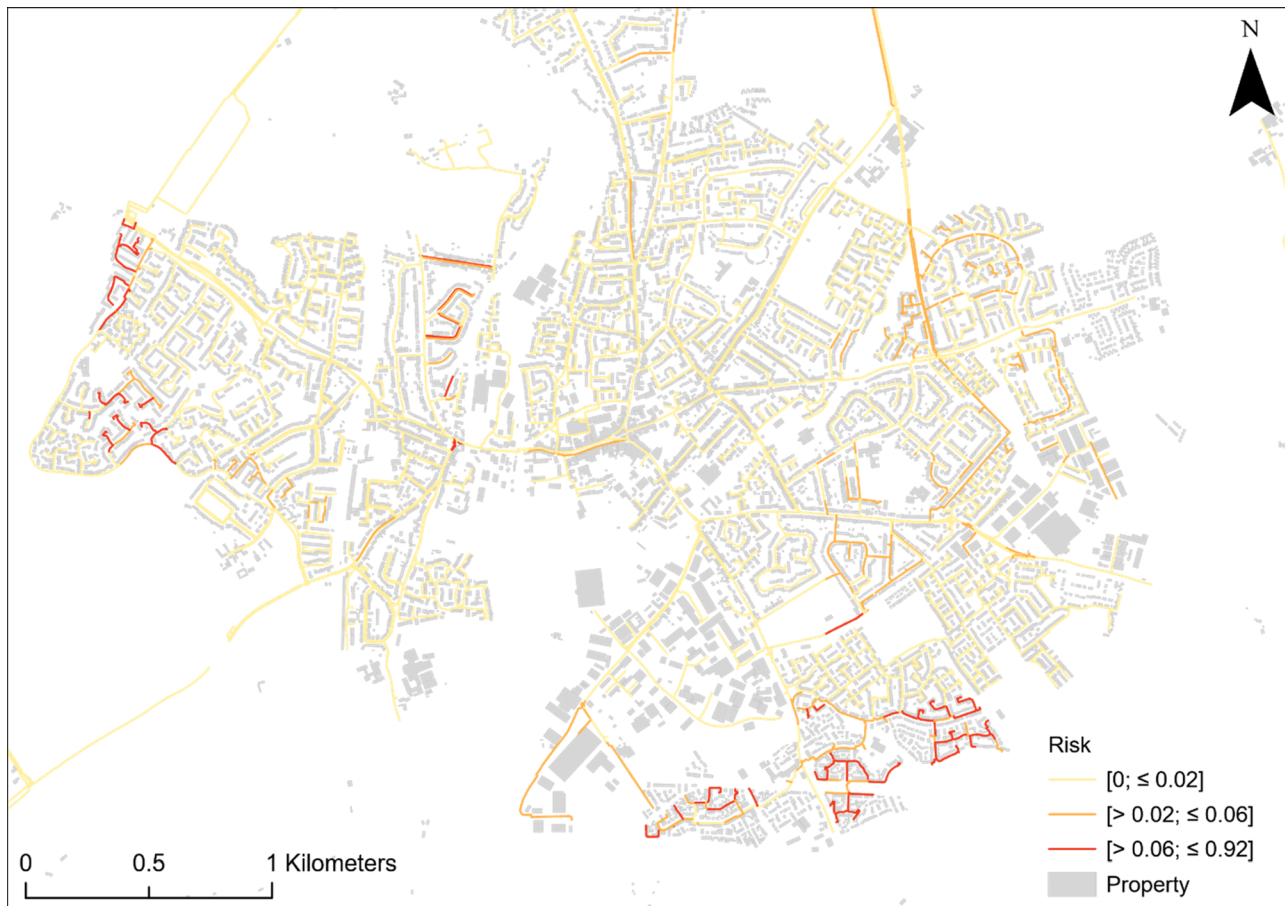 N
Risk
[0; ≤ 0.02]
[> 0.02; ≤ 0.06]
[> 0.06; ≤ 0.92]
Property
0 0.5 1 Kilometers